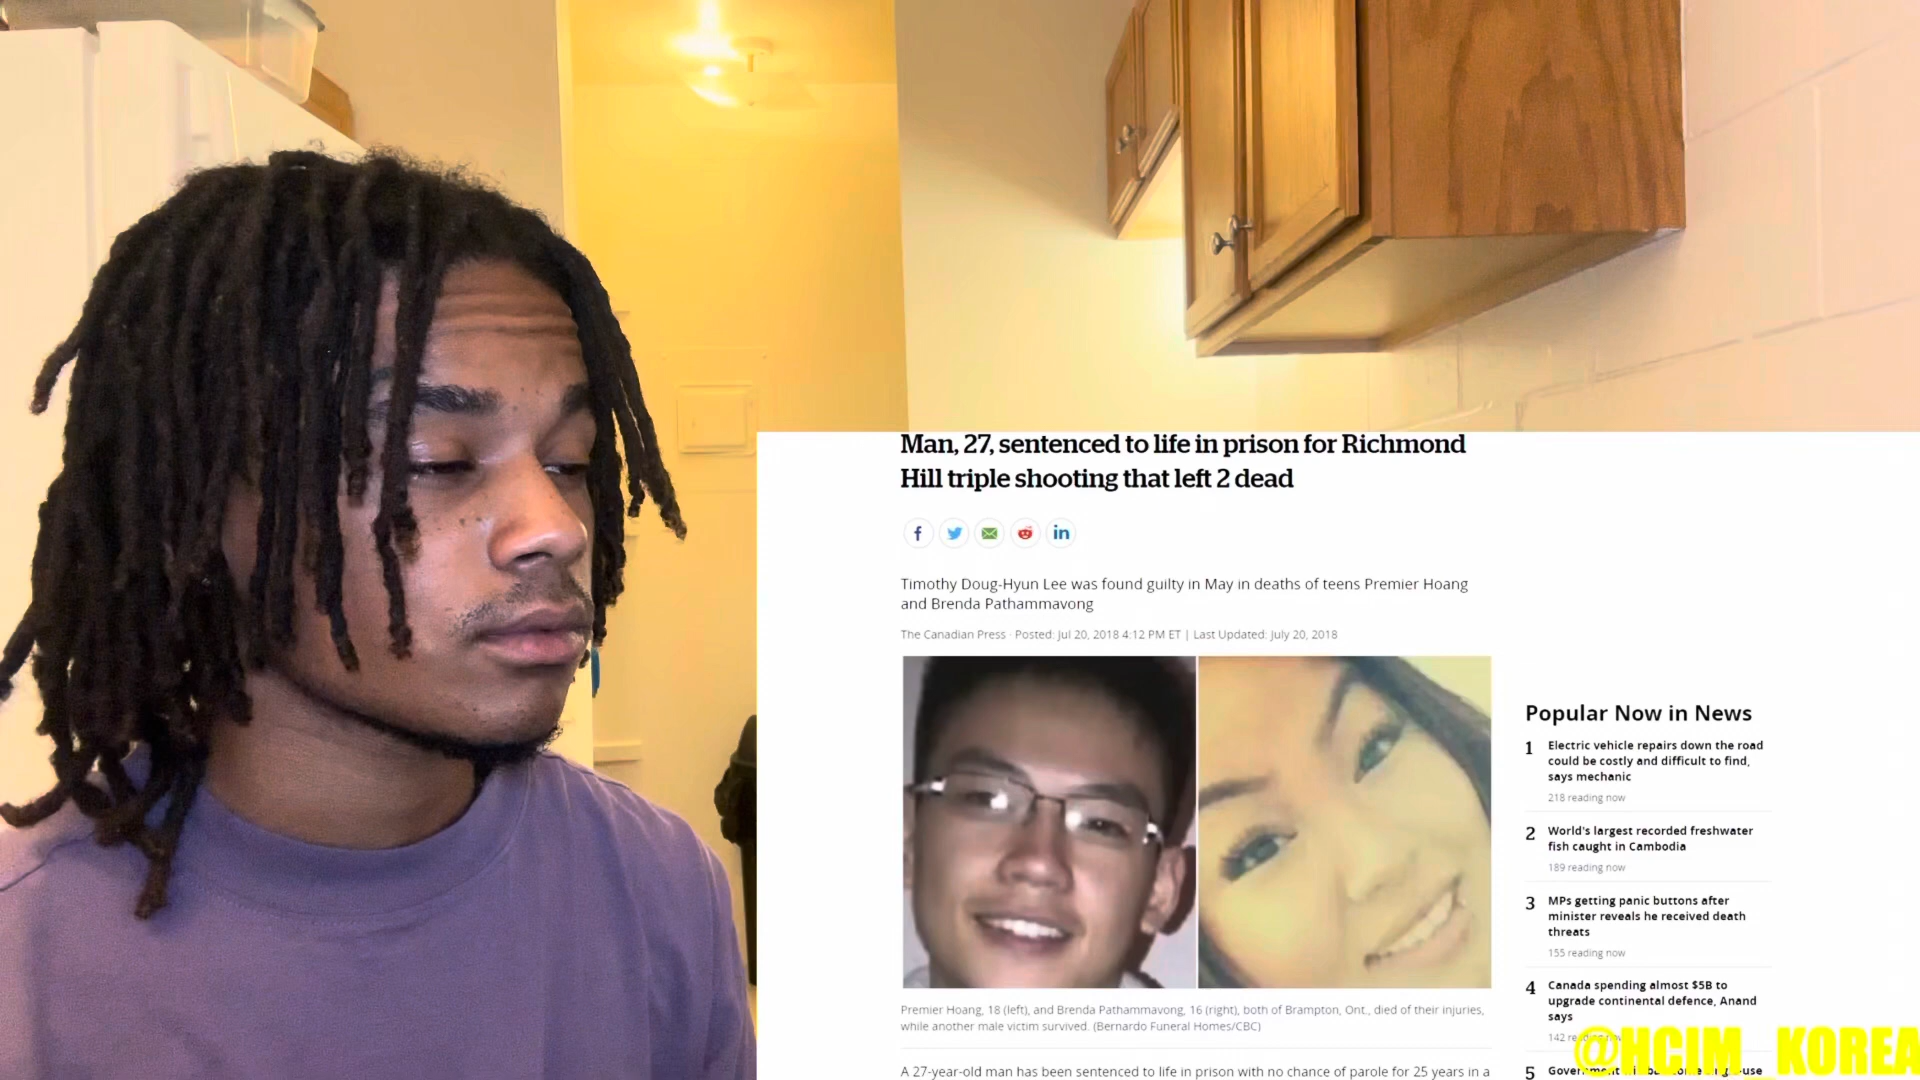 Man, 27, sentenced to life in prison for Richmond
Hill triple shooting that left 2 dead
Timothy Doug-Hyun Lee was found guilty in May in deaths of teens Premier Hoang
and Brenda Pathammavong
The Canadian Press · Posted: Jul 20, 2018 4:12 PM ET | Last Updated: July 20, 2018
Premier Hoang, 18 (left), and Brenda Pathammavong, 16 (right), both of Brampton, Ont., died of their injuries,
while another male victim survived. (Bernardo Funeral Homes/CBC)
A 27-year-old man has been sentenced to life in prison with no chance of parole for 25 years in a
Popular Now in News
1 Electric vehicle repairs down the road
could be costly and difficult to find,
says mechanic
218 reading now
2 World's largest recorded freshwater
fish caught in Cambodia
189 reading now
3 MPs getting panic buttons after
minister reveals he received death
threats
155 reading now
4 Canada spending almost $5B to
upgrade continental defence, Anand
says
142
5
@HCIM_KOREA